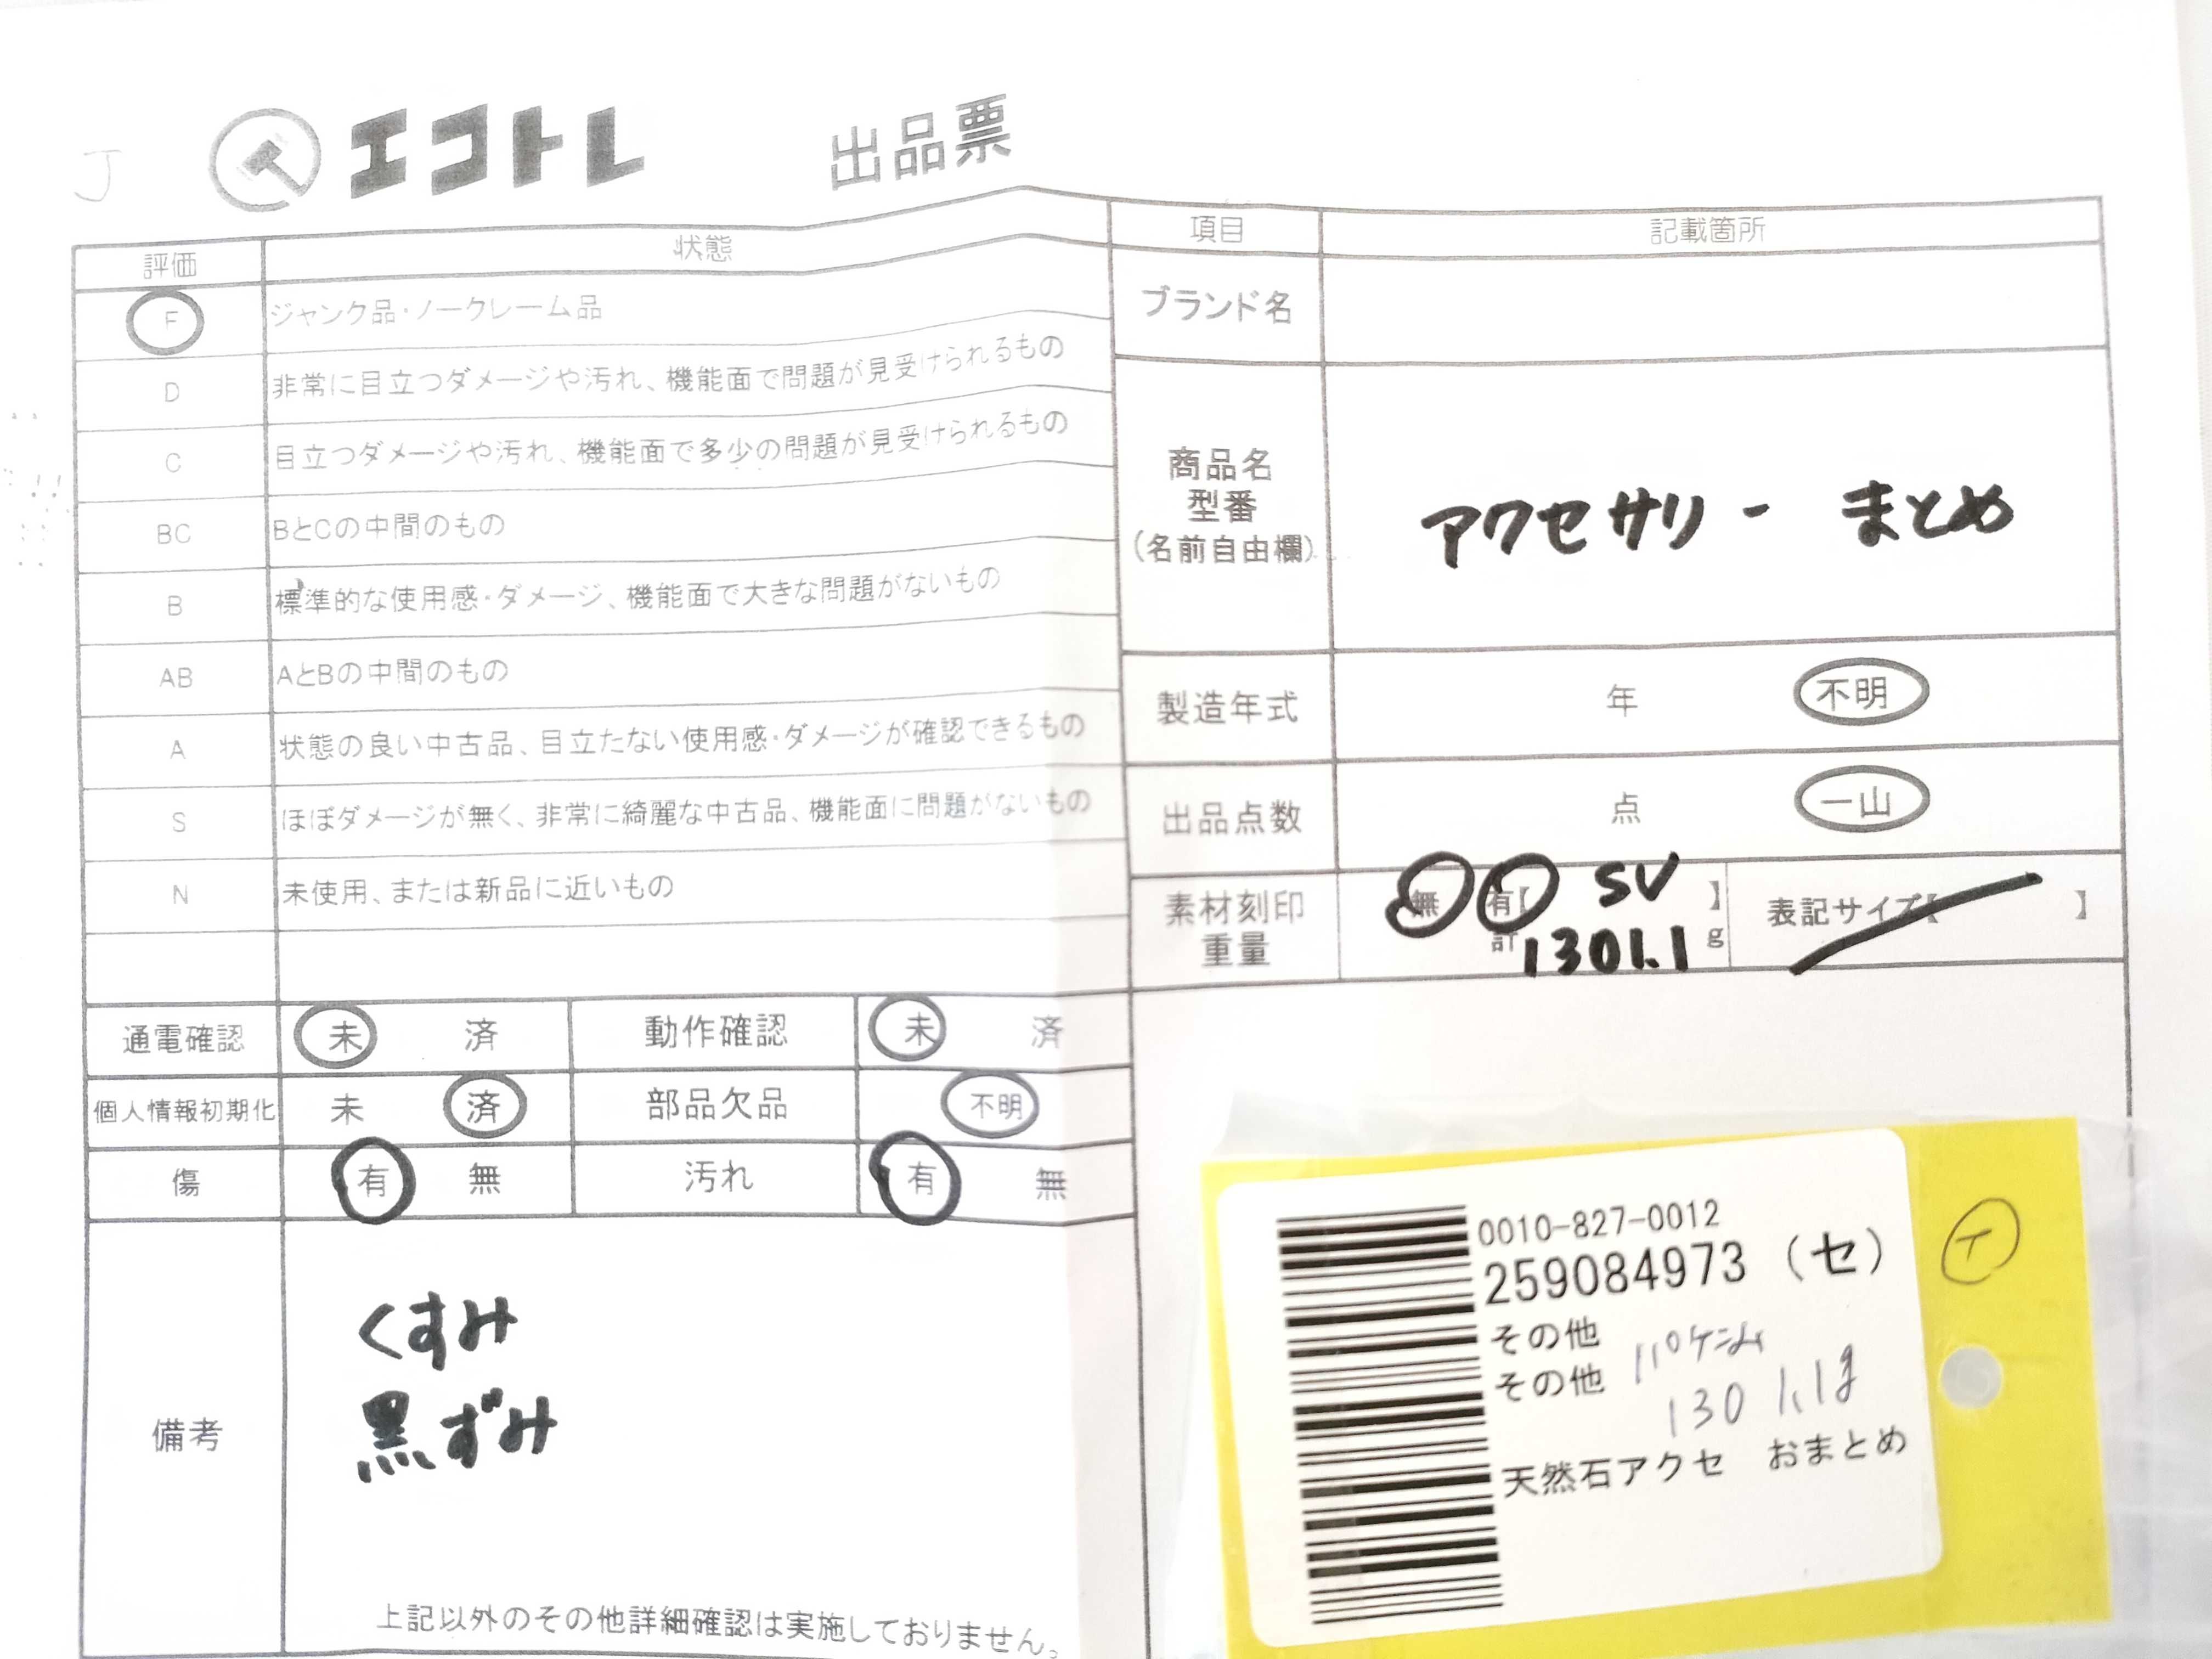 J
エコトレ 出品票
評価 状態
F ジャンク品・ノークレーム品
D 非常に目立つダメージや汚れ、機能面で問題が見受けられるもの
C 目立つダメージや汚れ、機能面で多少の問題が見受けられるもの
BC BとCの中間のもの
B 標準的な使用感・ダメージ、機能面で大きな問題がないもの
AB AとBの中間のもの
A 状態の良い中古品、目立たない使用感・ダメージが確認できるもの
S ほぼダメージが無く、非常に綺麗な中古品、機能面に問題がないもの
N 未使用、または新品に近いもの
通電確認 未 済 動作確認 未 済
個人情報初期化 未 済 部品欠品 不明
傷 有 無 汚れ 有 無
備考
くすみ
黒ずみ
上記以外のその他詳細確認は実施しておりません。
項目 記載箇所
ブランド名
商品名
型番
(名前自由欄)
アクセサリー まとめ
製造年式 年 不明
出品点数 点 一山
素材刻印
重量
無 有【 SV 】
計 1301.1 g
表記サイズ【 】
0010-827-0012
259084973 (セ)
イ
その他
その他
1301.1g
天然石アクセ おまとめ